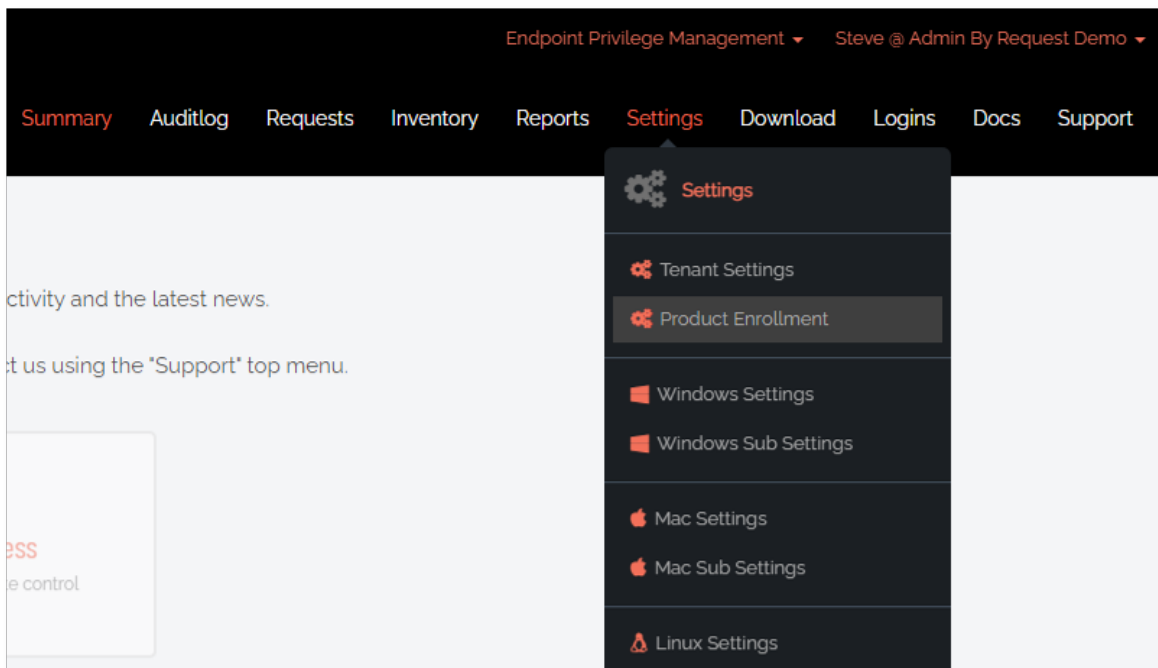 Endpoint Privilege Management Steve @ Admin By Request Demo
Summary Auditlog Requests Inventory Reports Settings Download Logins Docs Support
Settings
Tenant Settings
ctivity and the latest news.
Product Enrollment
ct us using the "Support" top menu.
Windows Settings
Windows Sub Settings
Mac Settings
ess
Mac Sub Settings
e control
Linux Settings